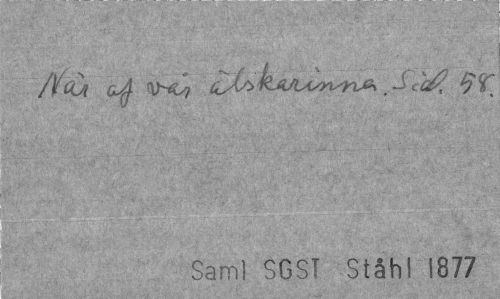 När af vår älskarinna. Sid. 58.
Saml SGST Ståhl 1877